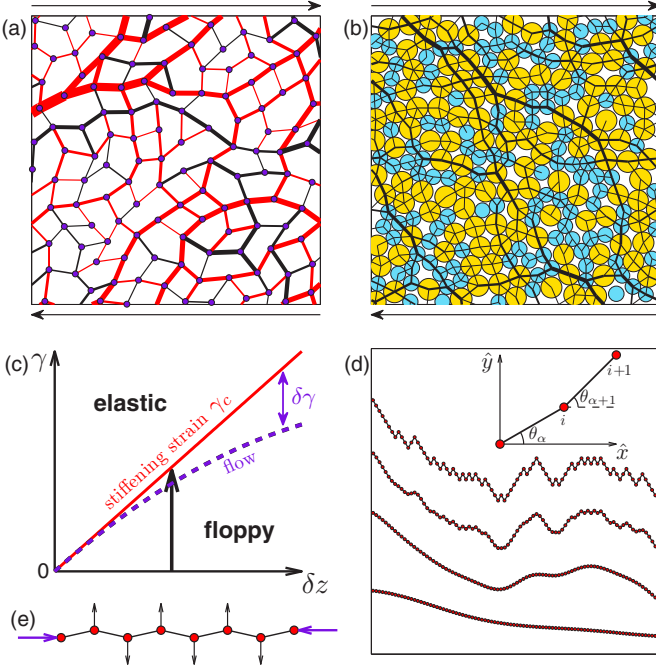 (a)
(b)
(c)
γ
elastic
stiffening strain γc
δγ
flow
floppy
0
δz
(d)
ŷ
i+1
θα+1
i
θα
x̂
(e)